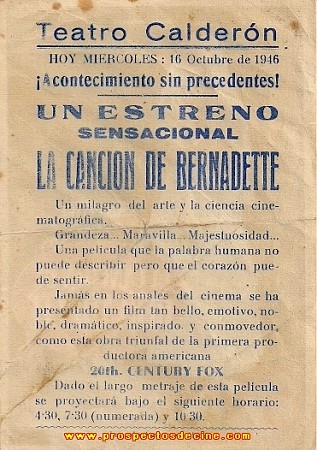 Teatro Calderón
HOY MIERCOLES: 16 Octubre de 1946
¡Acontecimiento sin precedentes!
UN ESTRENO
SENSACIONAL
LA CANCION DE BERNADETTE
Un milagro del arte y la ciencia cine-
matográfica.
Grandeza... Maravilla... Majestuosidad...
Una película que la palabra humana no
puede describir pero que el corazón pue-
de sentir.
Jamás en los anales del cinema se ha
presentado un film tan bello, emotivo, no-
ble, dramático, inspirado y conmovedor,
como esta obra triunfal de la primera pro-
ductora americana
20th. CENTURY FOX
Dado el largo metraje de esta película
se proyectará bajo el siguiente horario:
4'30, 7'30 (numerada) y 10'30.
www.prospectosdecine.com